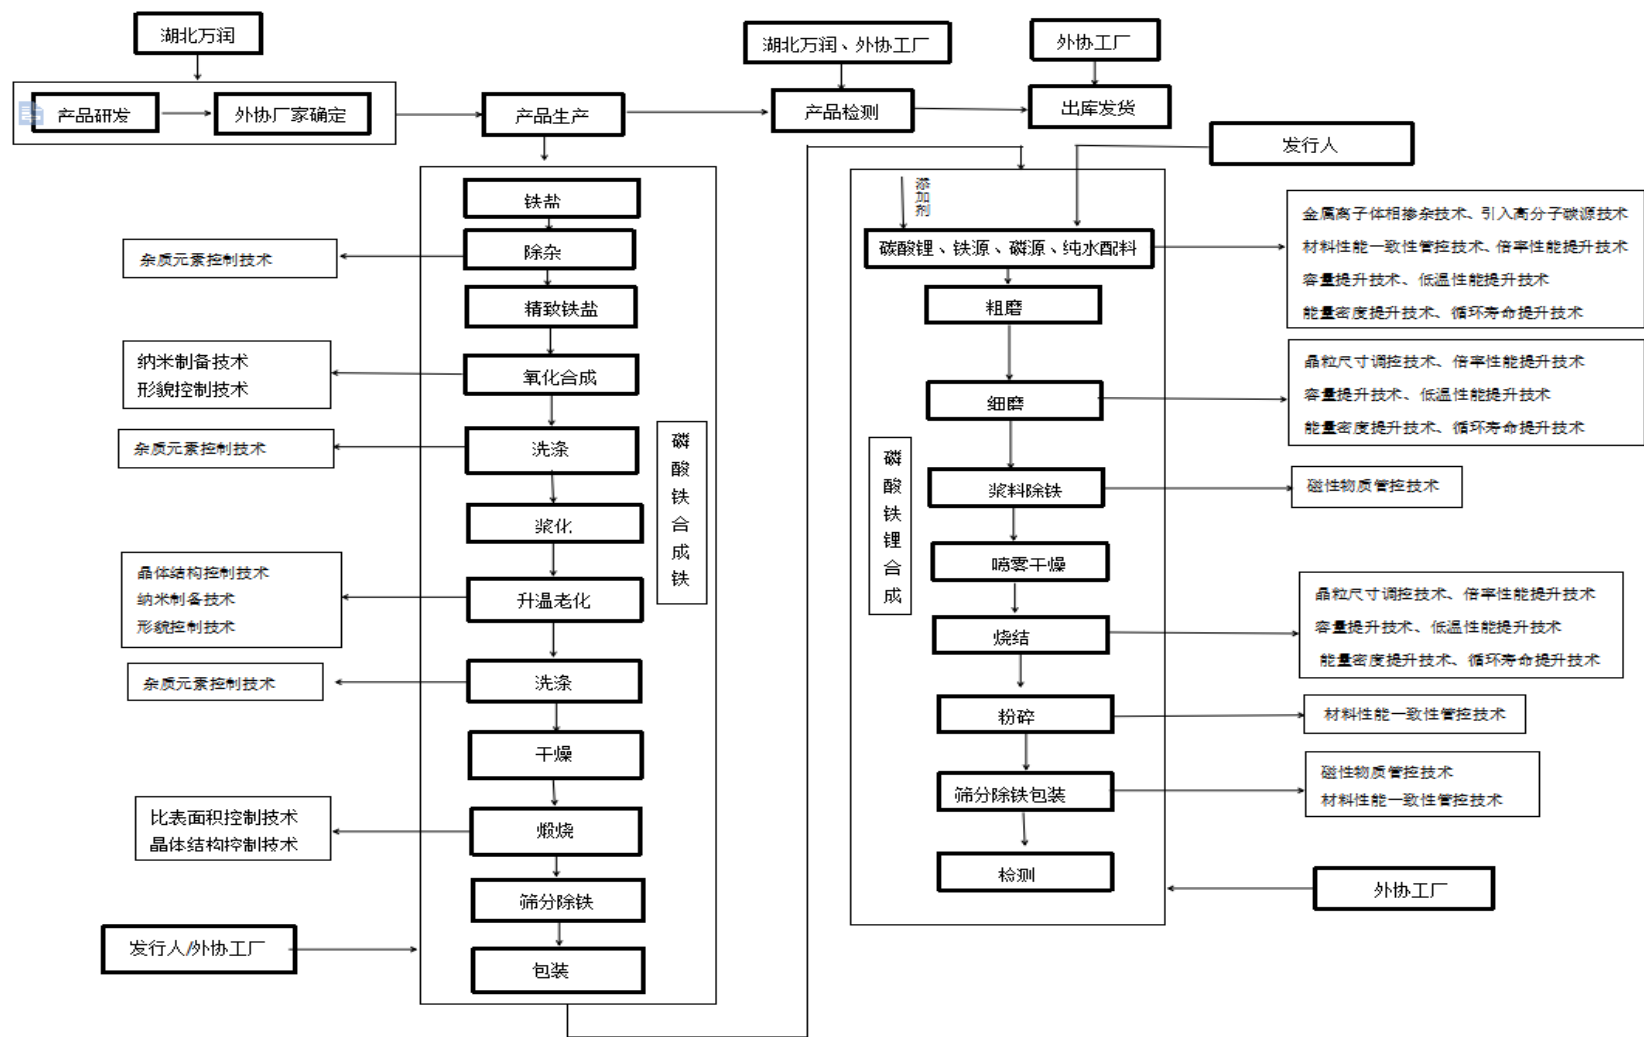 湖北万润
湖北万润、外协工厂
外协工厂
产品研发
外协厂家确定
产品生产
产品检测
出库发货
发行人
铁盐
除杂
杂质元素控制技术
精致铁盐
氧化合成
纳米制备技术
形貌控制技术
洗涤
杂质元素控制技术
浆化
升温老化
晶体结构控制技术
纳米制备技术
形貌控制技术
洗涤
杂质元素控制技术
干燥
煅烧
比表面积控制技术
晶体结构控制技术
筛分除铁
包装
发行人/外协工厂
磷酸铁合成铁
添加剂
碳酸锂、铁源、磷源、纯水配料
金属离子体相掺杂技术、引入高分子碳源技术
材料性能一致性管控技术、倍率性能提升技术
容量提升技术、低温性能提升技术
能量密度提升技术、循环寿命提升技术
粗磨
细磨
晶粒尺寸调控技术、倍率性能提升技术
容量提升技术、低温性能提升技术
能量密度提升技术、循环寿命提升技术
浆料除铁
磁性物质管控技术
喷雾干燥
烧结
晶粒尺寸调控技术、倍率性能提升技术
容量提升技术、低温性能提升技术
能量密度提升技术、循环寿命提升技术
粉碎
材料性能一致性管控技术
筛分除铁包装
磁性物质管控技术
材料性能一致性管控技术
检测
外协工厂
磷酸铁锂合成